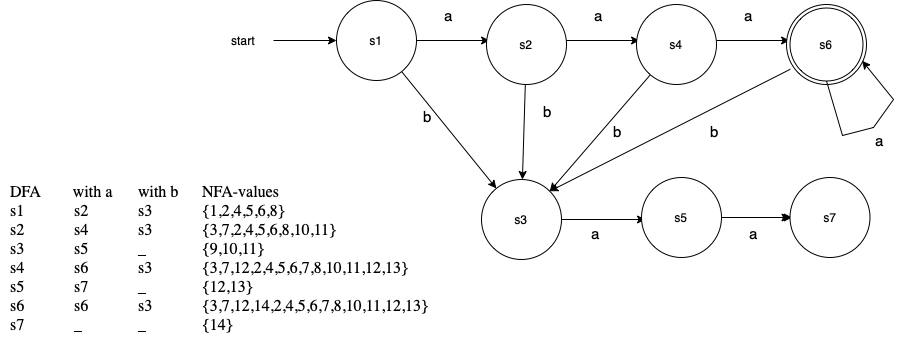 a a a
start s1 s2 s4 s6
b b b b a
DFA with a with b NFA-values
s1 s2 s3 {1,2,4,5,6,8}
s2 s4 s3 {3,7,2,4,5,6,8,10,11}
s3 s5 _ {9,10,11}
s4 s6 s3 {3,7,12,2,4,5,6,7,8,10,11,12,13}
s5 s7 _ {12,13}
s6 s6 s3 {3,7,12,14,2,4,5,6,7,8,10,11,12,13}
s7 _ _ {14}
s3 s5 s7
a a